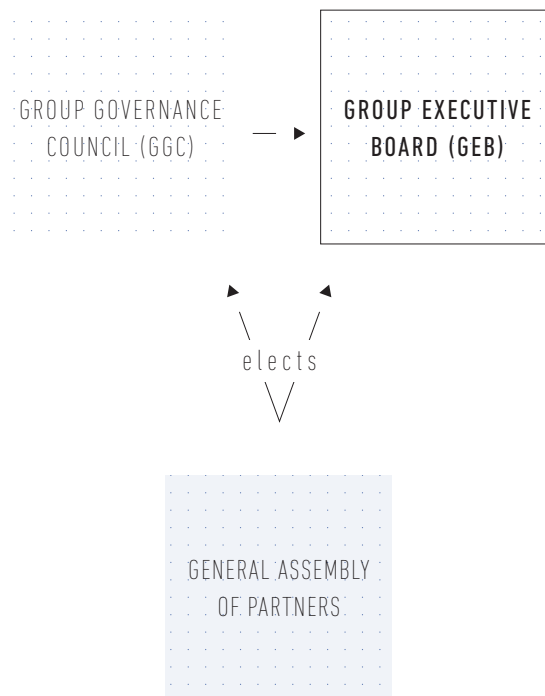 GROUP GOVERNANCE
COUNCIL (GGC)
GROUP EXECUTIVE
BOARD (GEB)
elects
GENERAL ASSEMBLY
OF PARTNERS